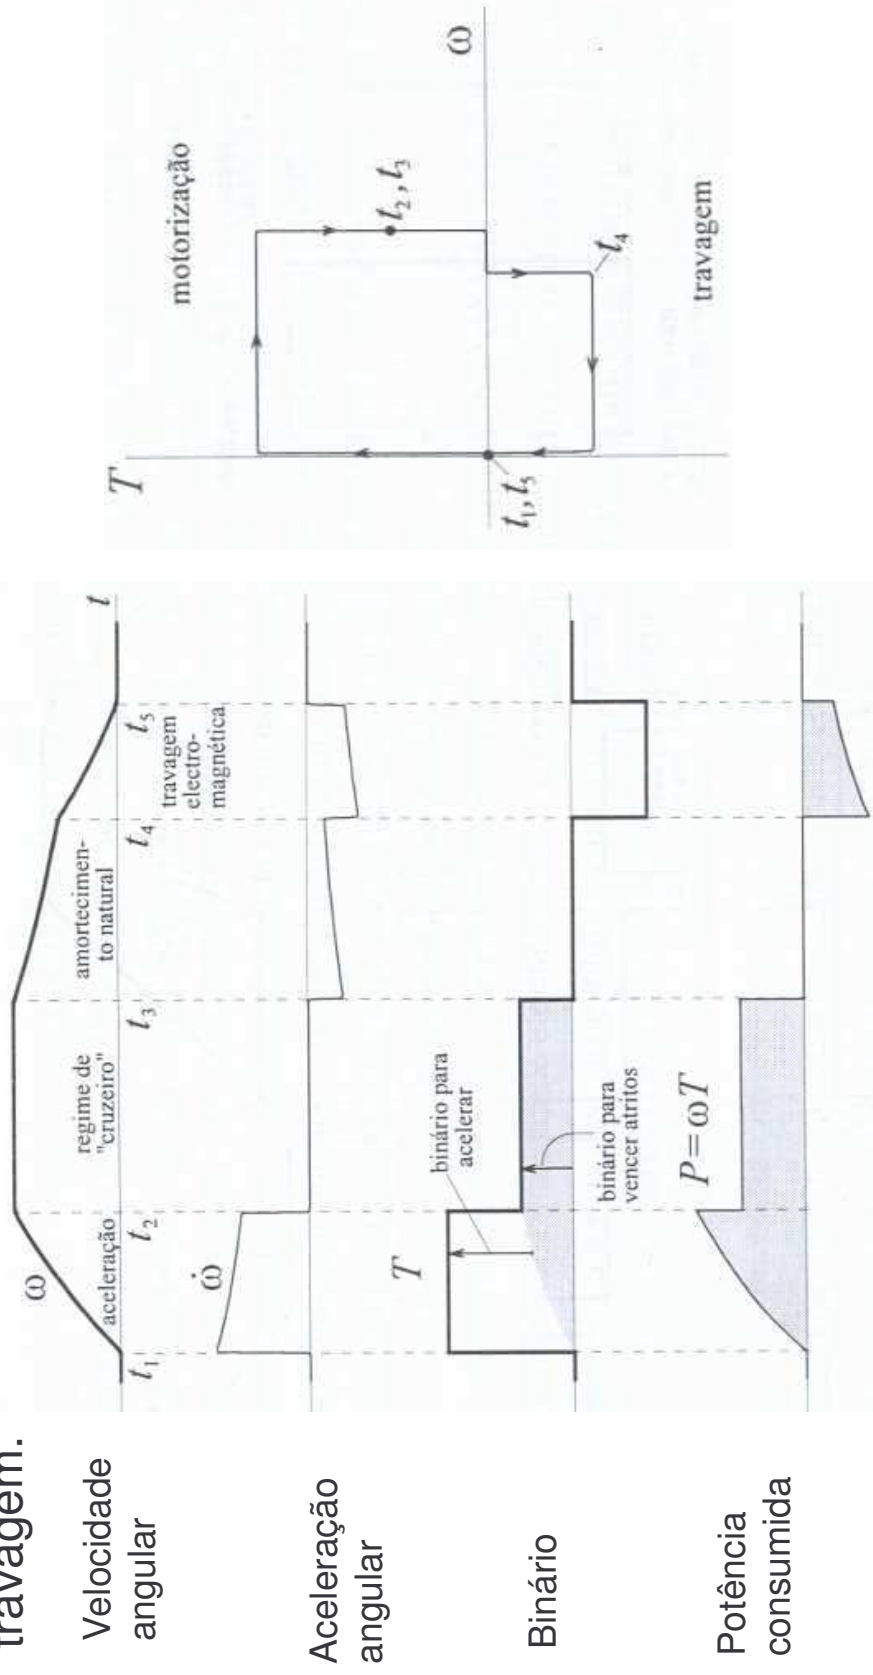 travagem.
Velocidade
angular
Aceleração
angular
Binário
Potência
consumida
ω
t
aceleração
regime de
"cruzeiro"
amortecimen-
to natural
travagem
electro-
magnética
t₁
t₂
t₃
t₄
t₅
ω̇
T
binário para
acelerar
binário para
vencer atritos
P=ωT
T
motorização
ω
t₂, t₃
t₁, t₅
t₄
travagem